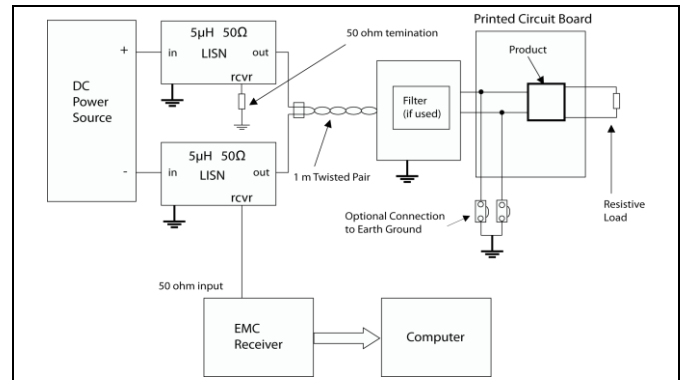 Printed Circuit Board
5µH 50Ω
in
out
LISN
rcvr
50 ohm temination
Product
+
DC
Power
Source
-
Filter
(if used)
5µH 50Ω
in
out
LISN
rcvr
1 m Twisted Pair
Optional Connection
to Earth Ground
Resistive
Load
50 ohm input
EMC
Receiver
Computer